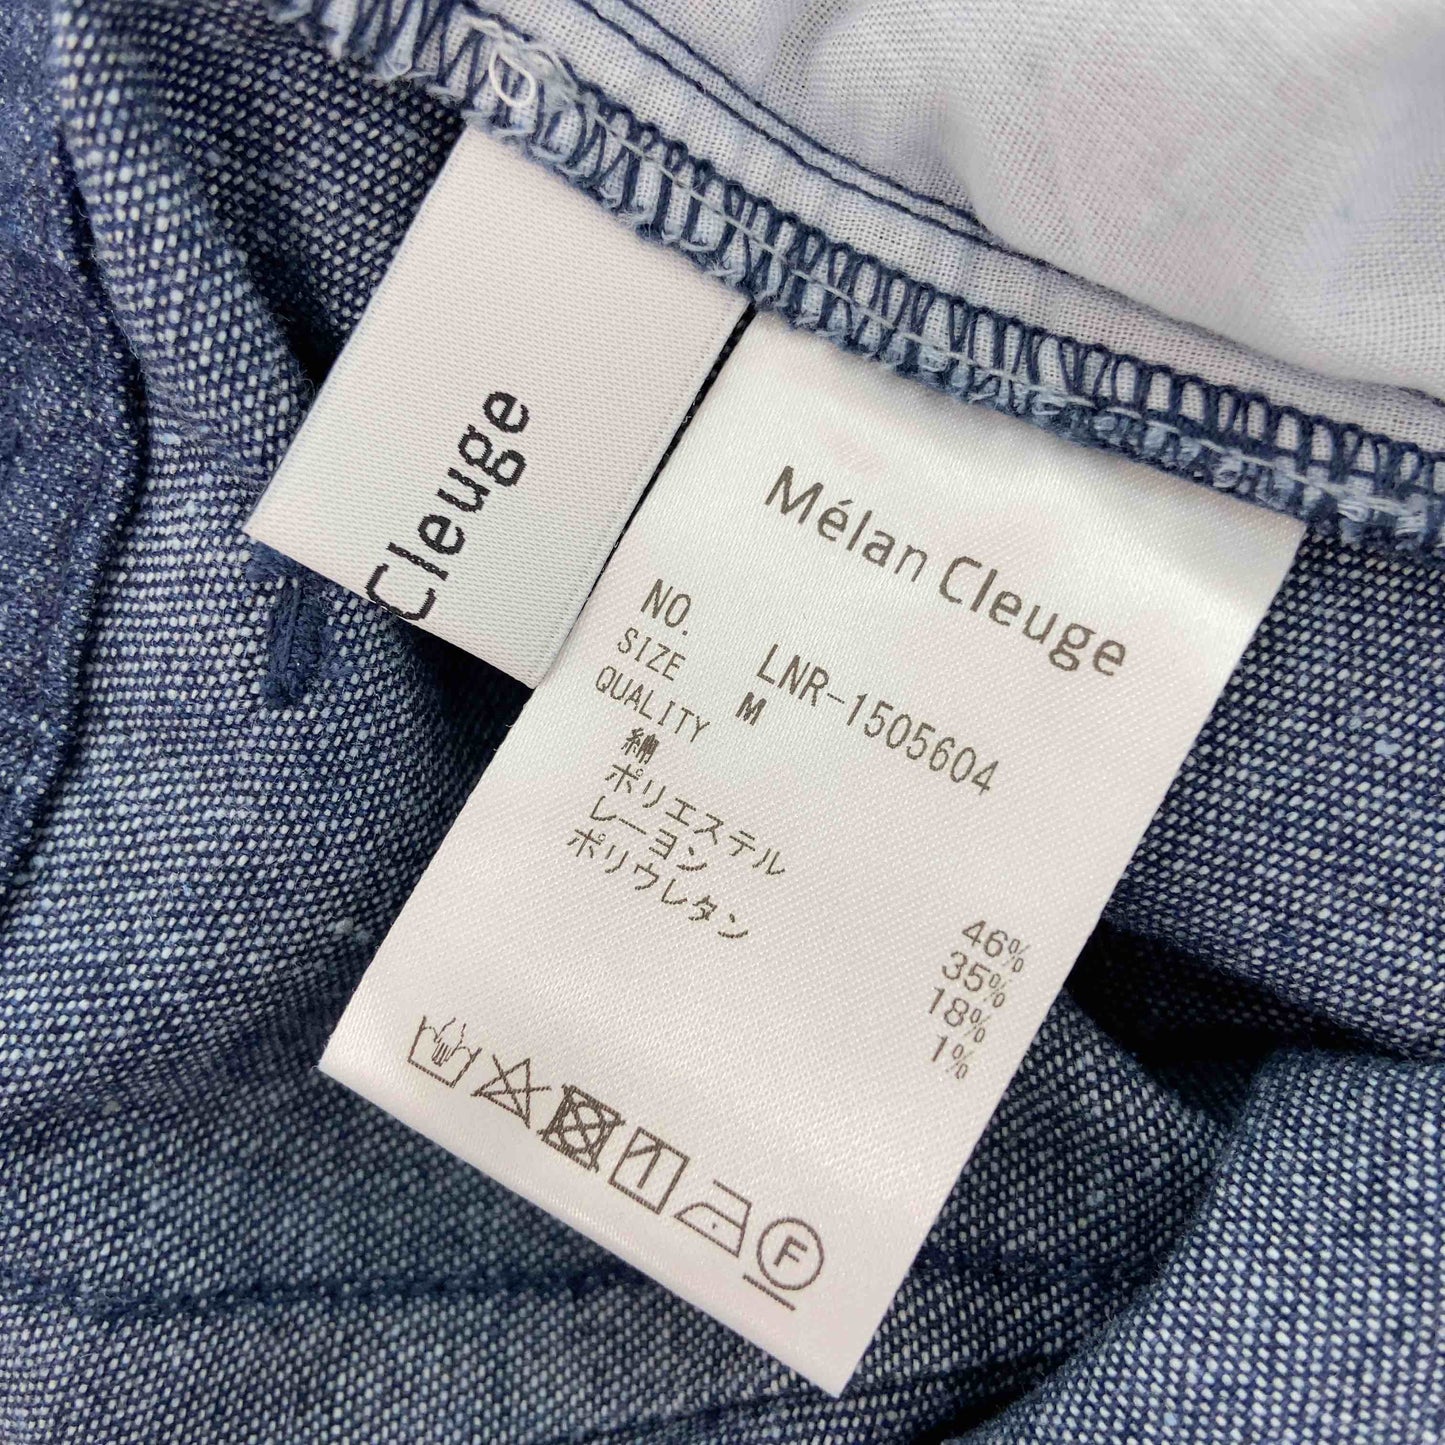 Cleuge
Mélan Cleuge
NO. LNR-1505604
SIZE M
QUALITY
綿 46%
ポリエステル 35%
レーヨン 18%
ポリウレタン 1%
F